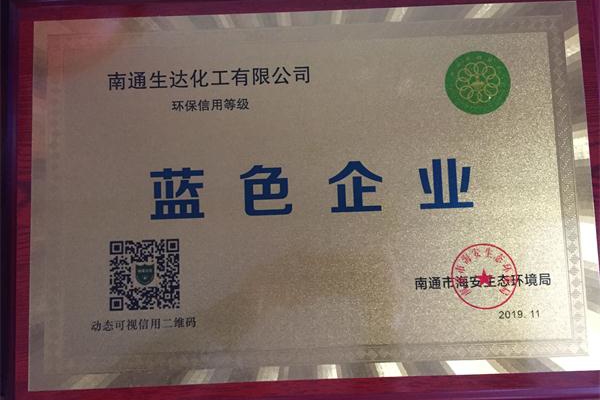 南通生达化工有限公司
环保信用等级
蓝色企业
动态可视信用二维码
南通市海安生态环境局
2019.11